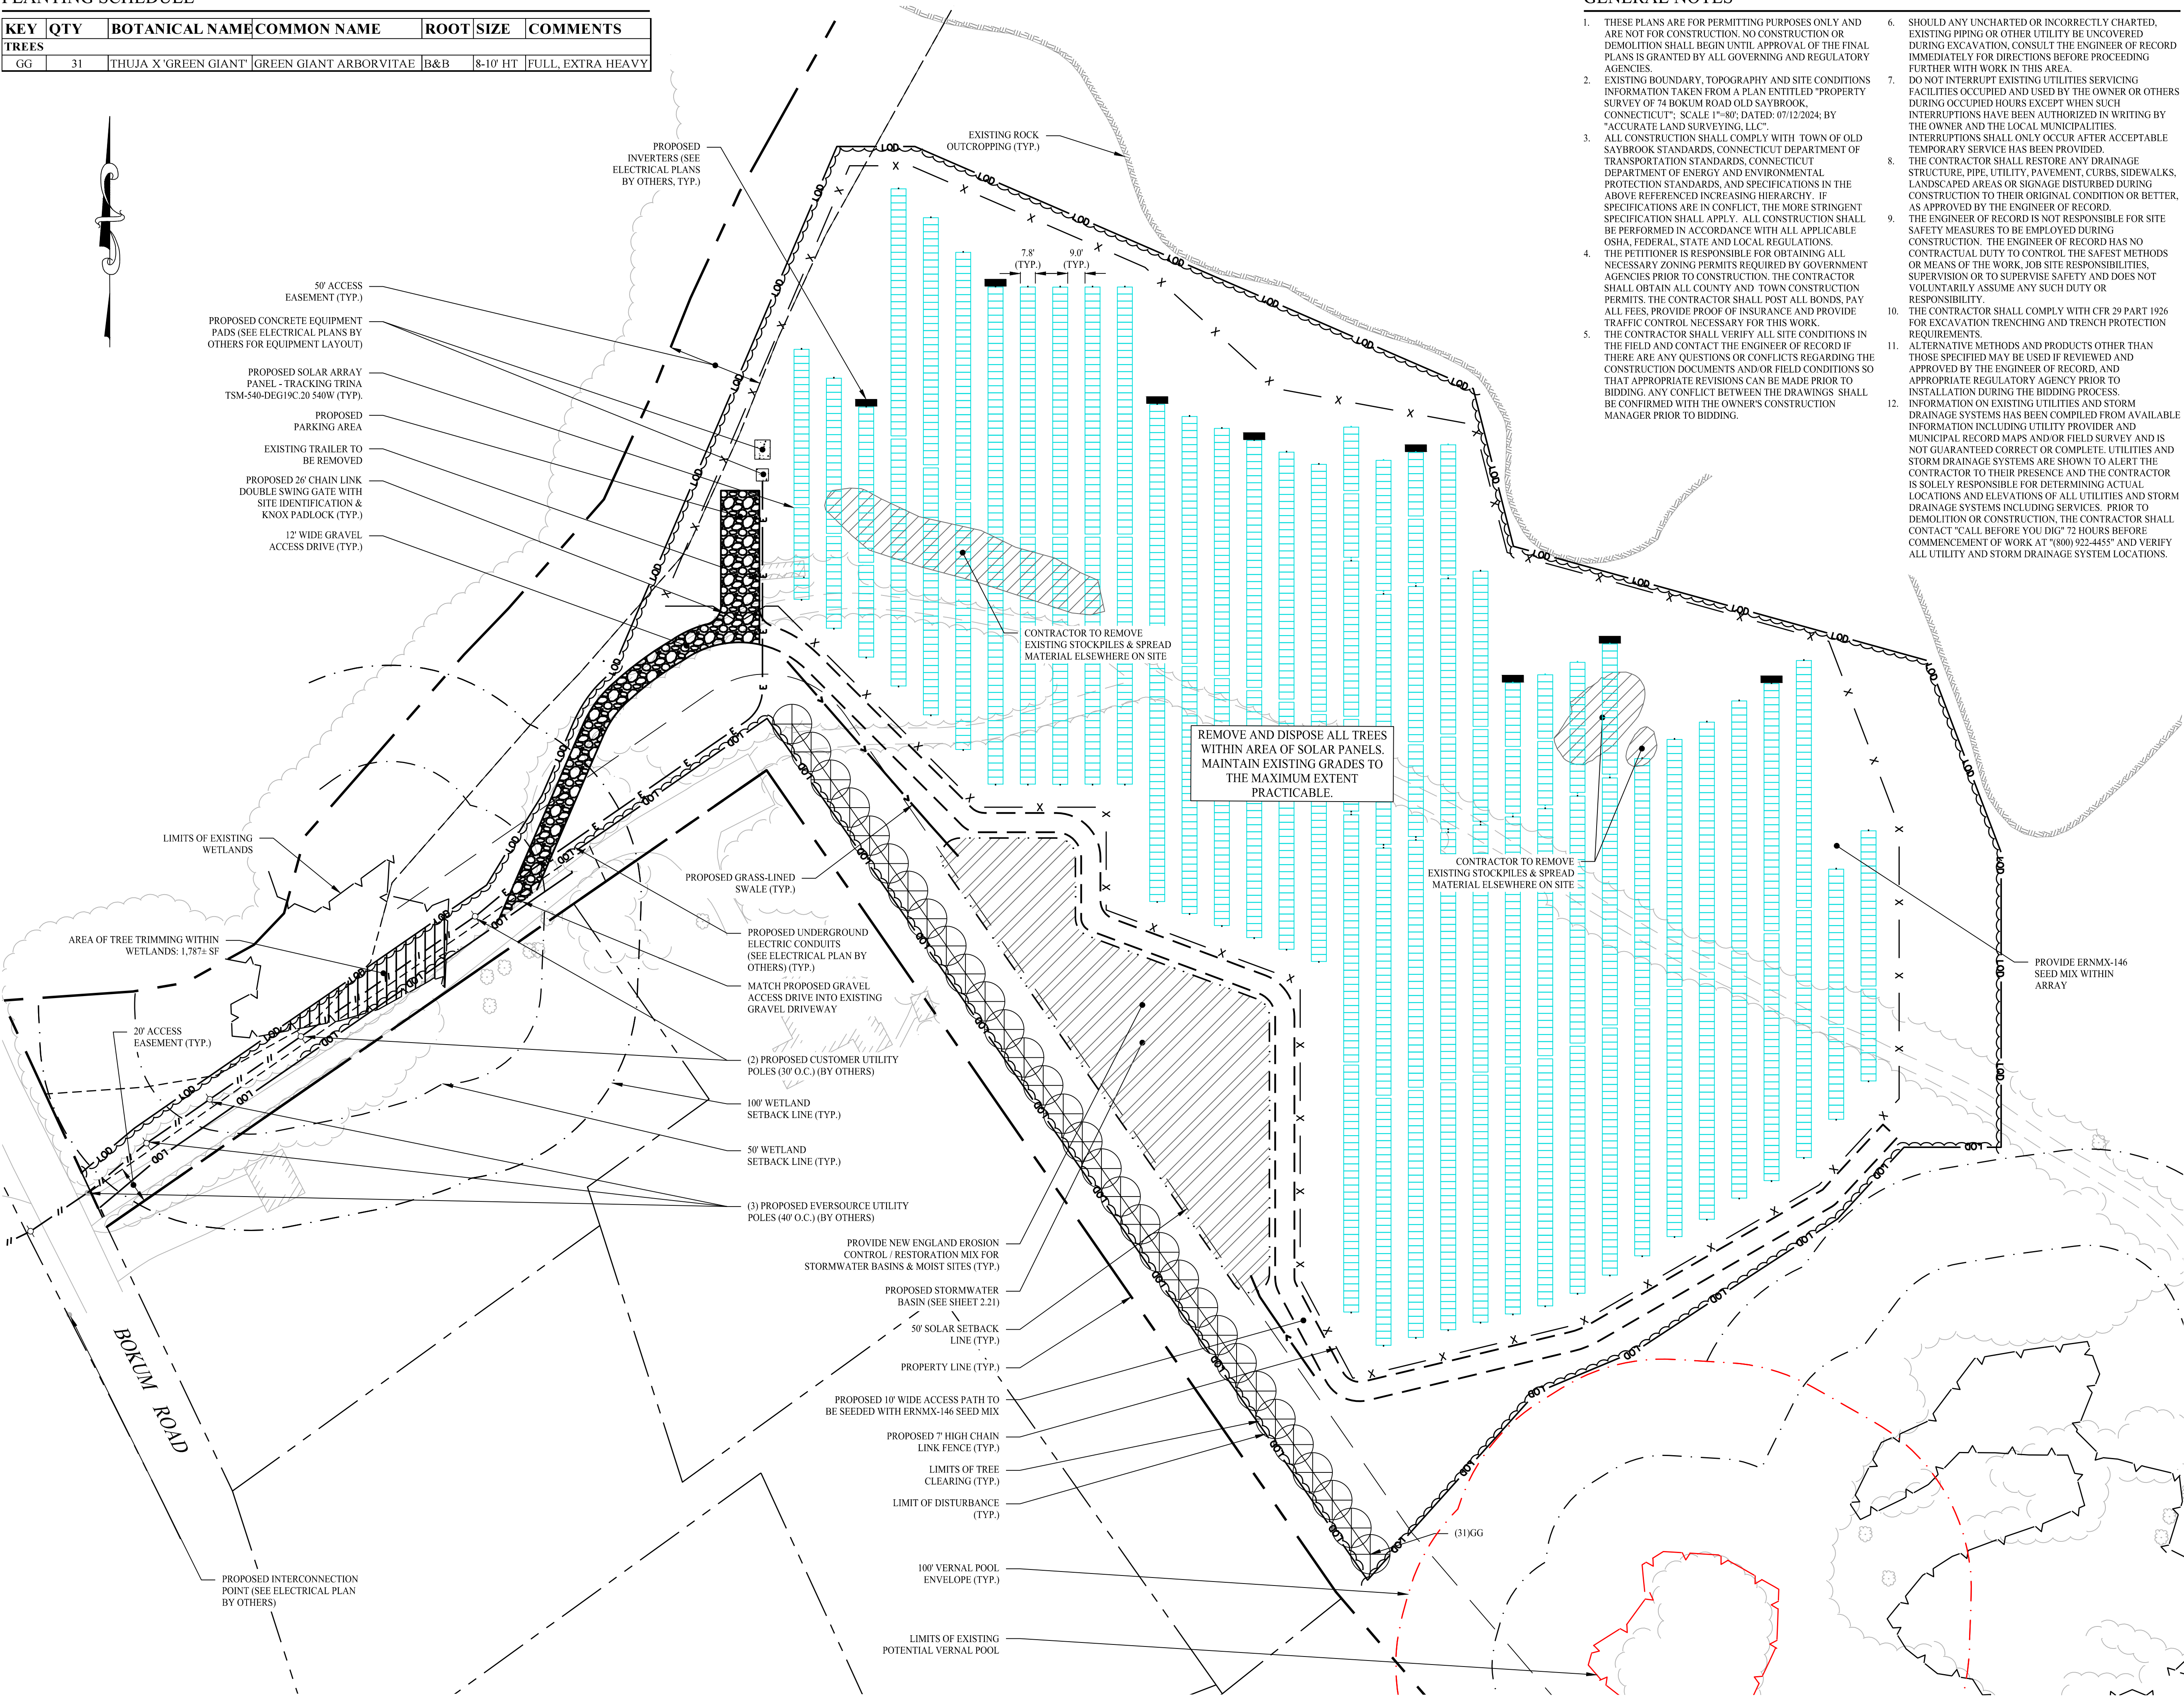 PLANTING SCHEDULE
KEY QTY BOTANICAL NAME COMMON NAME ROOT SIZE COMMENTS
TREES
GG 31 THUJA X 'GREEN GIANT' GREEN GIANT ARBORVITAE B&B 8-10' HT FULL, EXTRA HEAVY
GENERAL NOTES
1. THESE PLANS ARE FOR PERMITTING PURPOSES ONLY AND
ARE NOT FOR CONSTRUCTION. NO CONSTRUCTION OR
DEMOLITION SHALL BEGIN UNTIL APPROVAL OF THE FINAL
PLANS IS GRANTED BY ALL GOVERNING AND REGULATORY
AGENCIES.
2. EXISTING BOUNDARY, TOPOGRAPHY AND SITE CONDITIONS
INFORMATION TAKEN FROM A PLAN ENTITLED "PROPERTY
SURVEY OF 74 BOKUM ROAD OLD SAYBROOK,
CONNECTICUT"; SCALE 1"=80'; DATED: 07/12/2024; BY
"ACCURATE LAND SURVEYING, LLC".
3. ALL CONSTRUCTION SHALL COMPLY WITH TOWN OF OLD
SAYBROOK STANDARDS, CONNECTICUT DEPARTMENT OF
TRANSPORTATION STANDARDS, CONNECTICUT
DEPARTMENT OF ENERGY AND ENVIRONMENTAL
PROTECTION STANDARDS, AND SPECIFICATIONS IN THE
ABOVE REFERENCED INCREASING HIERARCHY. IF
SPECIFICATIONS ARE IN CONFLICT, THE MORE STRINGENT
SPECIFICATION SHALL APPLY. ALL CONSTRUCTION SHALL
BE PERFORMED IN ACCORDANCE WITH ALL APPLICABLE
OSHA, FEDERAL, STATE AND LOCAL REGULATIONS.
4. THE PETITIONER IS RESPONSIBLE FOR OBTAINING ALL
NECESSARY ZONING PERMITS REQUIRED BY GOVERNMENT
AGENCIES PRIOR TO CONSTRUCTION. THE CONTRACTOR
SHALL OBTAIN ALL COUNTY AND TOWN CONSTRUCTION
PERMITS. THE CONTRACTOR SHALL POST ALL BONDS, PAY
ALL FEES, PROVIDE PROOF OF INSURANCE AND PROVIDE
TRAFFIC CONTROL NECESSARY FOR THIS WORK.
5. THE CONTRACTOR SHALL VERIFY ALL SITE CONDITIONS IN
THE FIELD AND CONTACT THE ENGINEER OF RECORD IF
THERE ARE ANY QUESTIONS OR CONFLICTS REGARDING THE
CONSTRUCTION DOCUMENTS AND/OR FIELD CONDITIONS SO
THAT APPROPRIATE REVISIONS CAN BE MADE PRIOR TO
BIDDING. ANY CONFLICT BETWEEN THE DRAWINGS SHALL
BE CONFIRMED WITH THE OWNER'S CONSTRUCTION
MANAGER PRIOR TO BIDDING.
6. SHOULD ANY UNCHARTED OR INCORRECTLY CHARTED,
EXISTING PIPING OR OTHER UTILITY BE UNCOVERED
DURING EXCAVATION, CONSULT THE ENGINEER OF RECORD
IMMEDIATELY FOR DIRECTIONS BEFORE PROCEEDING
FURTHER WITH WORK IN THIS AREA.
7. DO NOT INTERRUPT EXISTING UTILITIES SERVICING
FACILITIES OCCUPIED AND USED BY THE OWNER OR OTHERS
DURING OCCUPIED HOURS EXCEPT WHEN SUCH
INTERRUPTIONS HAVE BEEN AUTHORIZED IN WRITING BY
THE OWNER AND THE LOCAL MUNICIPALITIES.
INTERRUPTIONS SHALL ONLY OCCUR AFTER ACCEPTABLE
TEMPORARY SERVICE HAS BEEN PROVIDED.
8. THE CONTRACTOR SHALL RESTORE ANY DRAINAGE
STRUCTURE, PIPE, UTILITY, PAVEMENT, CURBS, SIDEWALKS,
LANDSCAPED AREAS OR SIGNAGE DISTURBED DURING
CONSTRUCTION TO THEIR ORIGINAL CONDITION OR BETTER,
AS APPROVED BY THE ENGINEER OF RECORD.
9. THE ENGINEER OF RECORD IS NOT RESPONSIBLE FOR SITE
SAFETY MEASURES TO BE EMPLOYED DURING
CONSTRUCTION. THE ENGINEER OF RECORD HAS NO
CONTRACTUAL DUTY TO CONTROL THE SAFEST METHODS
OR MEANS OF THE WORK, JOB SITE RESPONSIBILITIES,
SUPERVISION OR TO SUPERVISE SAFETY AND DOES NOT
VOLUNTARILY ASSUME ANY SUCH DUTY OR
RESPONSIBILITY.
10. THE CONTRACTOR SHALL COMPLY WITH CFR 29 PART 1926
FOR EXCAVATION TRENCHING AND TRENCH PROTECTION
REQUIREMENTS.
11. ALTERNATIVE METHODS AND PRODUCTS OTHER THAN
THOSE SPECIFIED MAY BE USED IF REVIEWED AND
APPROVED BY THE ENGINEER OF RECORD, AND
APPROPRIATE REGULATORY AGENCY PRIOR TO
INSTALLATION DURING THE BIDDING PROCESS.
12. INFORMATION ON EXISTING UTILITIES AND STORM
DRAINAGE SYSTEMS HAS BEEN COMPILED FROM AVAILABLE
INFORMATION INCLUDING UTILITY PROVIDER AND
MUNICIPAL RECORD MAPS AND/OR FIELD SURVEY AND IS
NOT GUARANTEED CORRECT OR COMPLETE. UTILITIES AND
STORM DRAINAGE SYSTEMS ARE SHOWN TO ALERT THE
CONTRACTOR TO THEIR PRESENCE AND THE CONTRACTOR
IS SOLELY RESPONSIBLE FOR DETERMINING ACTUAL
LOCATIONS AND ELEVATIONS OF ALL UTILITIES AND STORM
DRAINAGE SYSTEMS INCLUDING SERVICES. PRIOR TO
DEMOLITION OR CONSTRUCTION, THE CONTRACTOR SHALL
CONTACT "CALL BEFORE YOU DIG" 72 HOURS BEFORE
COMMENCEMENT OF WORK AT "(800) 922-4455" AND VERIFY
ALL UTILITY AND STORM DRAINAGE SYSTEM LOCATIONS.
PROPOSED
INVERTERS (SEE
ELECTRICAL PLANS
BY OTHERS, TYP.)
EXISTING ROCK
OUTCROPPING (TYP.)
7.8'
(TYP.)
9.0'
(TYP.)
50' ACCESS
EASEMENT (TYP.)
PROPOSED CONCRETE EQUIPMENT
PADS (SEE ELECTRICAL PLANS BY
OTHERS FOR EQUIPMENT LAYOUT)
PROPOSED SOLAR ARRAY
PANEL - TRACKING TRINA
TSM-540-DEG19C.20 540W (TYP).
PROPOSED
PARKING AREA
EXISTING TRAILER TO
BE REMOVED
PROPOSED 26' CHAIN LINK
DOUBLE SWING GATE WITH
SITE IDENTIFICATION &
KNOX PADLOCK (TYP.)
12' WIDE GRAVEL
ACCESS DRIVE (TYP.)
CONTRACTOR TO REMOVE
EXISTING STOCKPILES & SPREAD
MATERIAL ELSEWHERE ON SITE
REMOVE AND DISPOSE ALL TREES
WITHIN AREA OF SOLAR PANELS.
MAINTAIN EXISTING GRADES TO
THE MAXIMUM EXTENT
PRACTICABLE.
CONTRACTOR TO REMOVE
EXISTING STOCKPILES & SPREAD
MATERIAL ELSEWHERE ON SITE
PROVIDE ERNMX-146
SEED MIX WITHIN
ARRAY
LIMITS OF EXISTING
WETLANDS
AREA OF TREE TRIMMING WITHIN
WETLANDS: 1,787± SF
20' ACCESS
EASEMENT (TYP.)
PROPOSED GRASS-LINED
SWALE (TYP.)
PROPOSED UNDERGROUND
ELECTRIC CONDUITS
(SEE ELECTRICAL PLAN BY
OTHERS) (TYP.)
MATCH PROPOSED GRAVEL
ACCESS DRIVE INTO EXISTING
GRAVEL DRIVEWAY
(2) PROPOSED CUSTOMER UTILITY
POLES (30' O.C.) (BY OTHERS)
100' WETLAND
SETBACK LINE (TYP.)
50' WETLAND
SETBACK LINE (TYP.)
(3) PROPOSED EVERSOURCE UTILITY
POLES (40' O.C.) (BY OTHERS)
PROVIDE NEW ENGLAND EROSION
CONTROL / RESTORATION MIX FOR
STORMWATER BASINS & MOIST SITES (TYP.)
PROPOSED STORMWATER
BASIN (SEE SHEET 2.21)
50' SOLAR SETBACK
LINE (TYP.)
PROPERTY LINE (TYP.)
PROPOSED 10' WIDE ACCESS PATH TO
BE SEEDED WITH ERNMX-146 SEED MIX
PROPOSED 7' HIGH CHAIN
LINK FENCE (TYP.)
LIMITS OF TREE
CLEARING (TYP.)
LIMIT OF DISTURBANCE
(TYP.)
(31)GG
100' VERNAL POOL
ENVELOPE (TYP.)
LIMITS OF EXISTING
POTENTIAL VERNAL POOL
BOKUM ROAD
PROPOSED INTERCONNECTION
POINT (SEE ELECTRICAL PLAN
BY OTHERS)